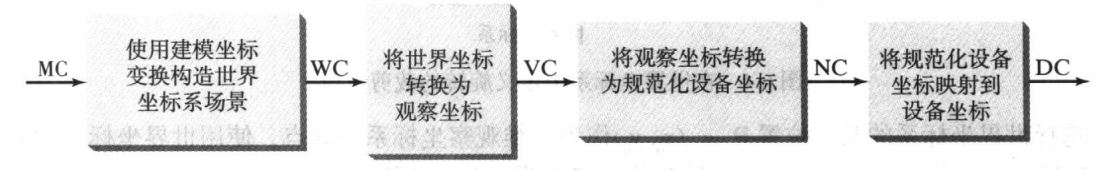 MC
使用建模坐标
变换构造世界
坐标系场景
WC
将世界坐标
转换为
观察坐标
VC
将观察坐标转换
为规范化设备坐标
NC
将规范化设备
坐标映射到
设备坐标
DC